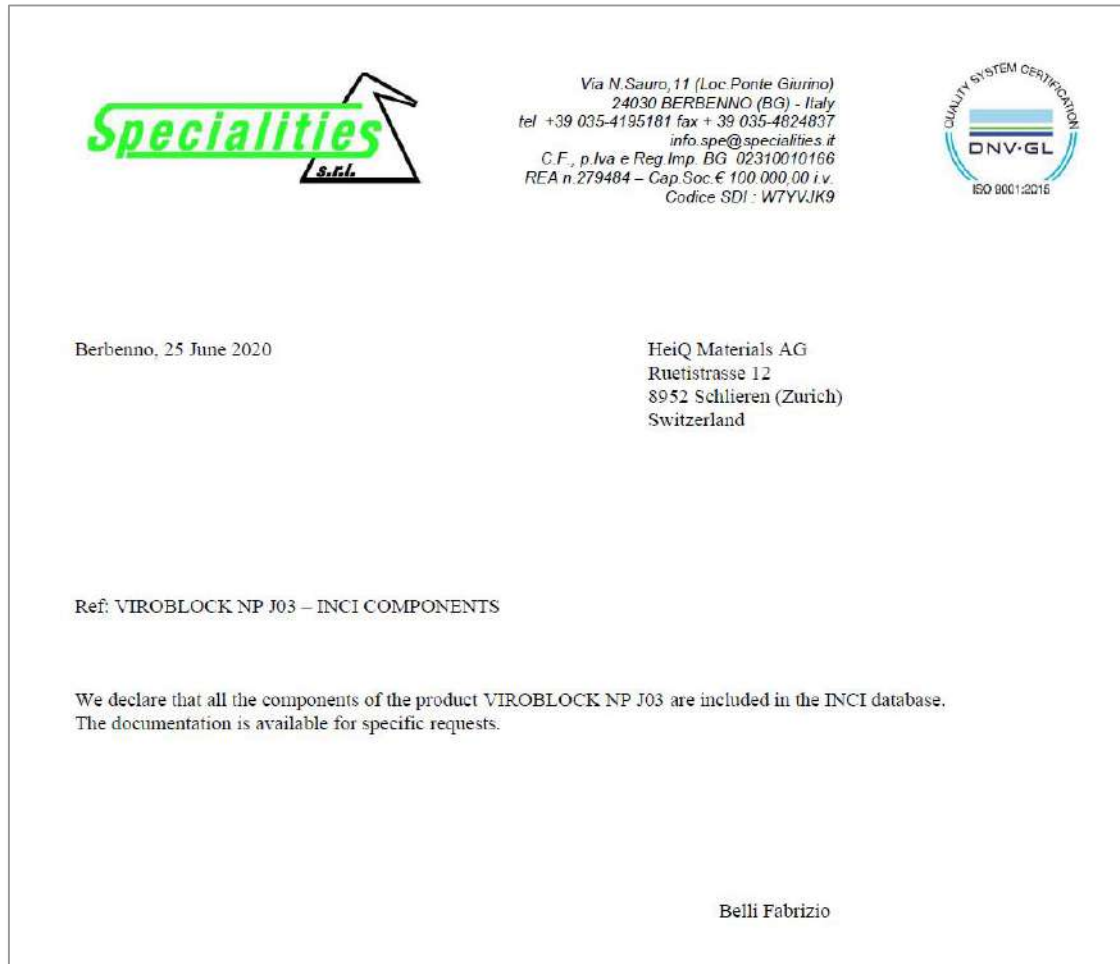 Specialities
s.r.l.
Via N.Sauro,11 (Loc.Ponte Giurino)
24030 BERBENNO (BG) - Italy
tel +39 035-4195181 fax + 39 035-4824837
info.spe@specialities.it
C.F., p.Iva e Reg.Imp. BG 02310010166
REA n.279484 – Cap.Soc.€ 100.000,00 i.v.
Codice SDI : W7YVJK9
QUALITY SYSTEM CERTIFICATION
DNV·GL
ISO 9001:2015
Berbenno, 25 June 2020
HeiQ Materials AG
Ruetistrasse 12
8952 Schlieren (Zurich)
Switzerland
Ref: VIROBLOCK NP J03 – INCI COMPONENTS
We declare that all the components of the product VIROBLOCK NP J03 are included in the INCI database.
The documentation is available for specific requests.
Belli Fabrizio